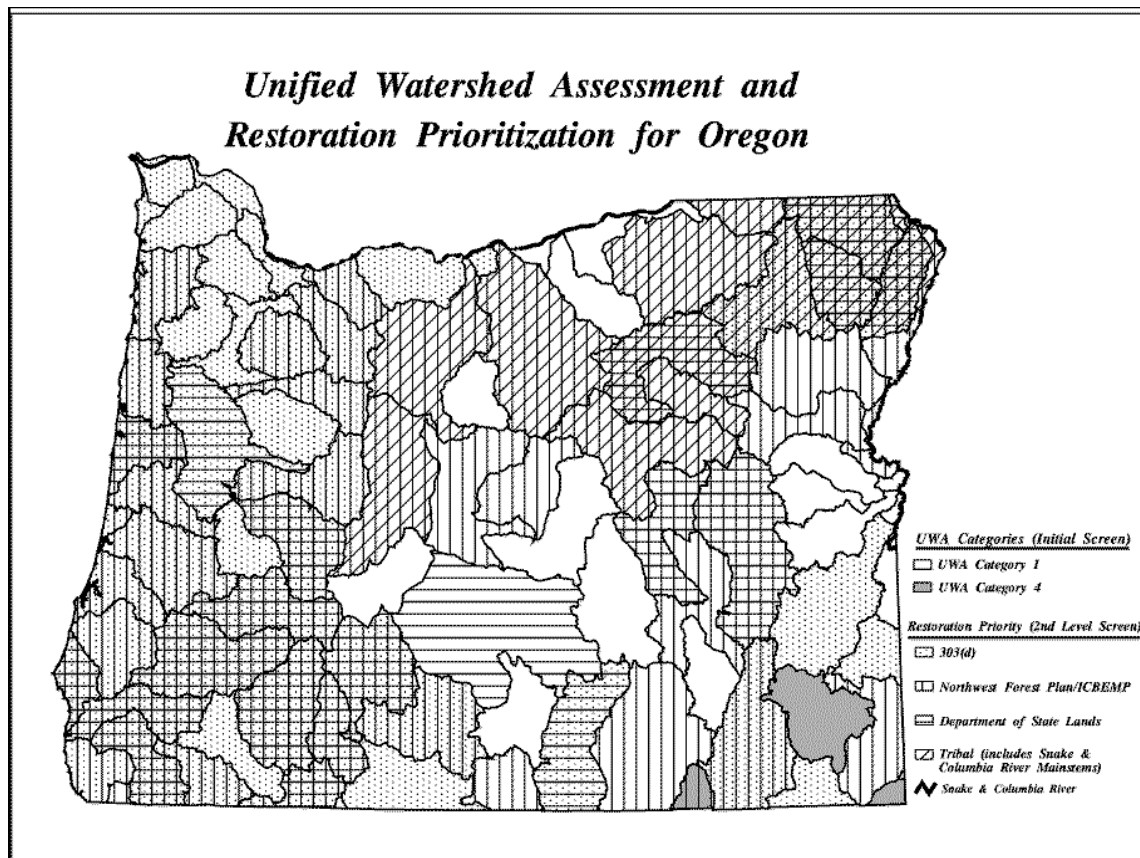 Unified Watershed Assessment and
Restoration Prioritization for Oregon
UWA Categories (Initial Screen)
UWA Category 1
UWA Category 4
Restoration Priority (2nd Level Screen)
303(d)
Northwest Forest Plan/ICBEMP
Department of State Lands
Tribal (includes Snake &
Columbia River Mainstems)
Snake & Columbia River